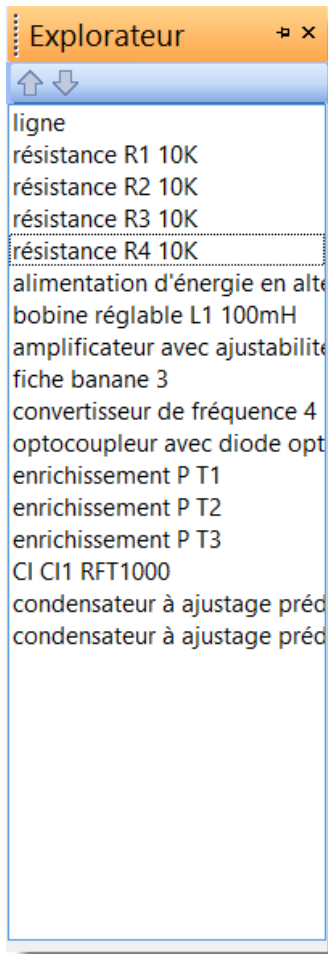 Explorateur
ligne
résistance R1 10K
résistance R2 10K
résistance R3 10K
résistance R4 10K
alimentation d'énergie en alte
bobine réglable L1 100mH
amplificateur avec ajustabilité
fiche banane 3
convertisseur de fréquence 4
optocoupleur avec diode opt
enrichissement P T1
enrichissement P T2
enrichissement P T3
CI CI1 RFT1000
condensateur à ajustage préd
condensateur à ajustage préd